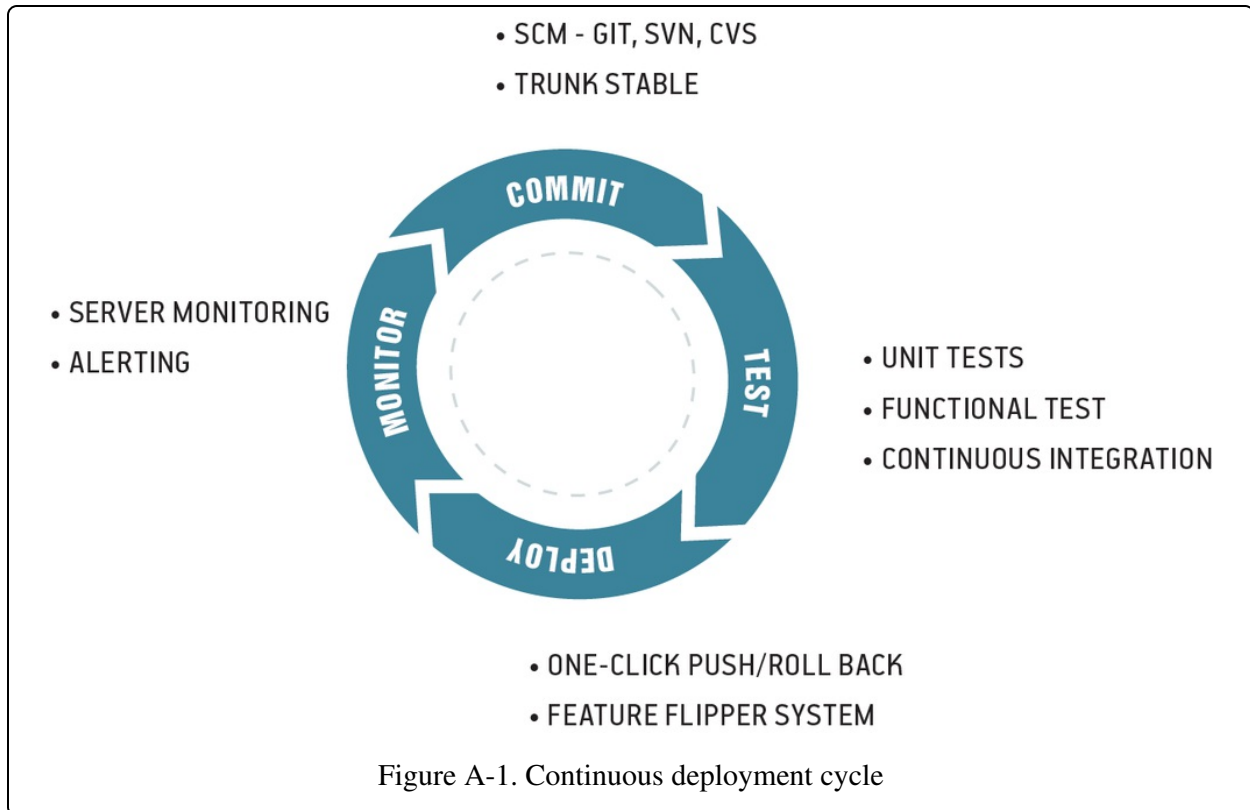 • SCM - GIT, SVN, CVS
• TRUNK STABLE
COMMIT
• SERVER MONITORING
• ALERTING
MONITOR
TEST
• UNIT TESTS
• FUNCTIONAL TEST
• CONTINUOUS INTEGRATION
DEPLOY
• ONE-CLICK PUSH/ROLL BACK
• FEATURE FLIPPER SYSTEM
Figure A-1. Continuous deployment cycle